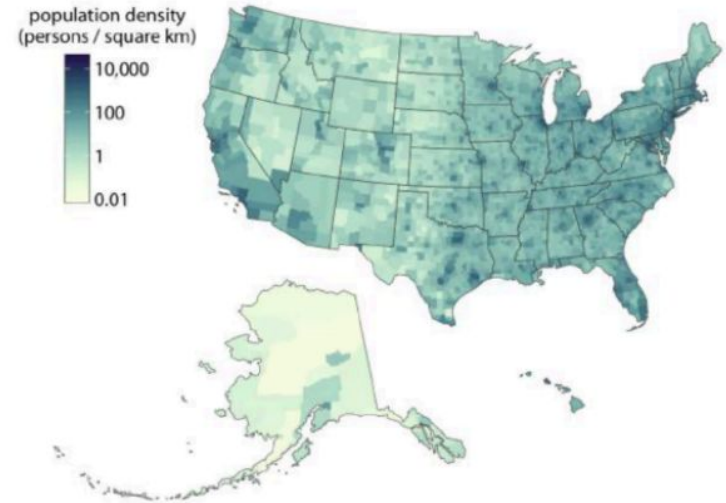 population density
(persons / square km)
10,000
100
1
0.01